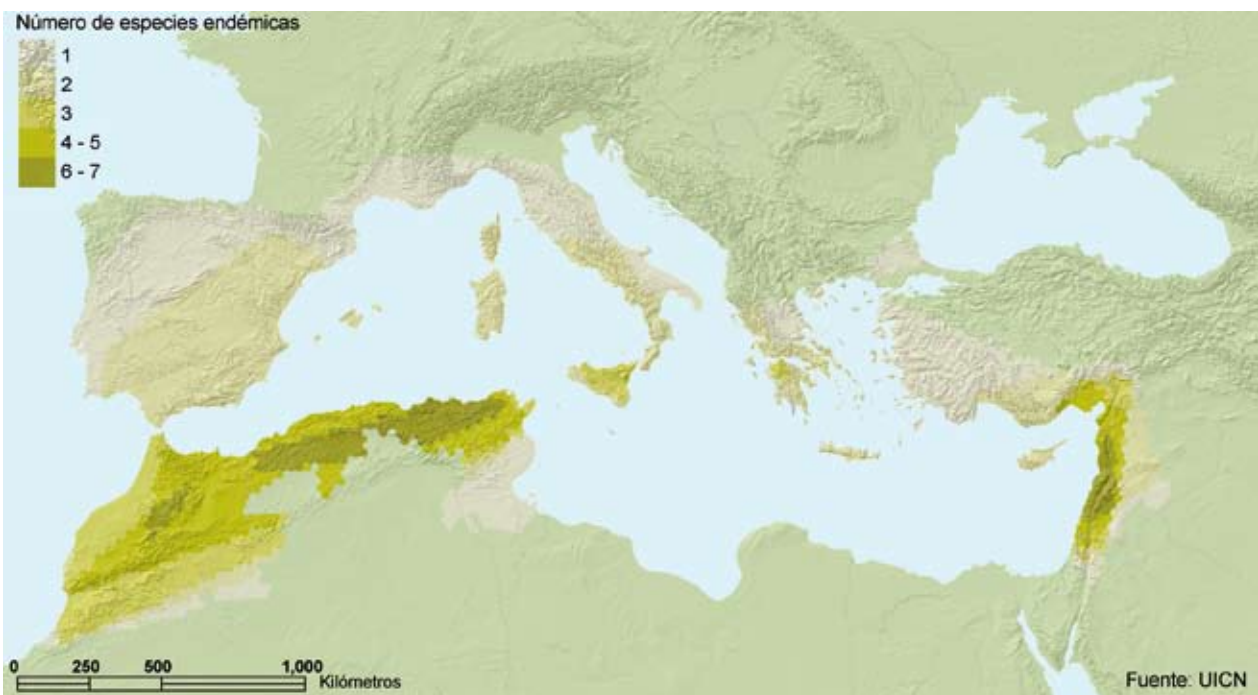 Número de especies endémicas
1
2
3
4 - 5
6 - 7
0 250 500 1,000
Kilómetros
Fuente: UICN